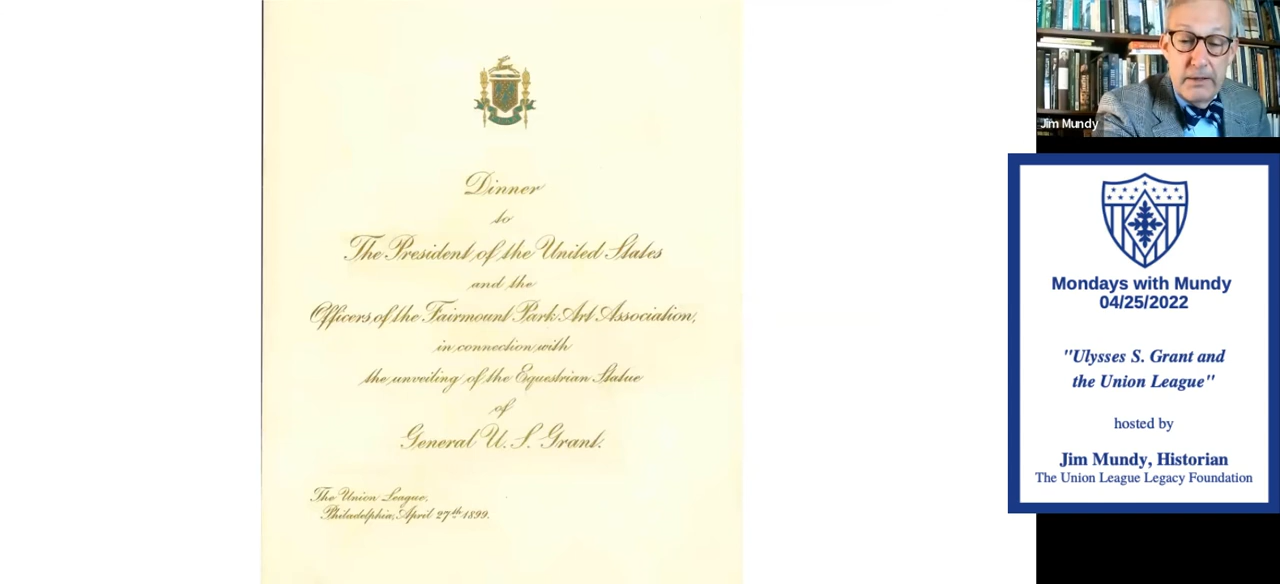 Dinner
to
The President of the United States
and the
Officers of the Fairmount Park Art Association,
in connection with
the unveiling of the Equestrian Statue
of
General U. S. Grant.
The Union League,
Philadelphia, April 27th 1899.
Jim Mundy
Mondays with Mundy
04/25/2022
"Ulysses S. Grant and
the Union League"
hosted by
Jim Mundy, Historian
The Union League Legacy Foundation